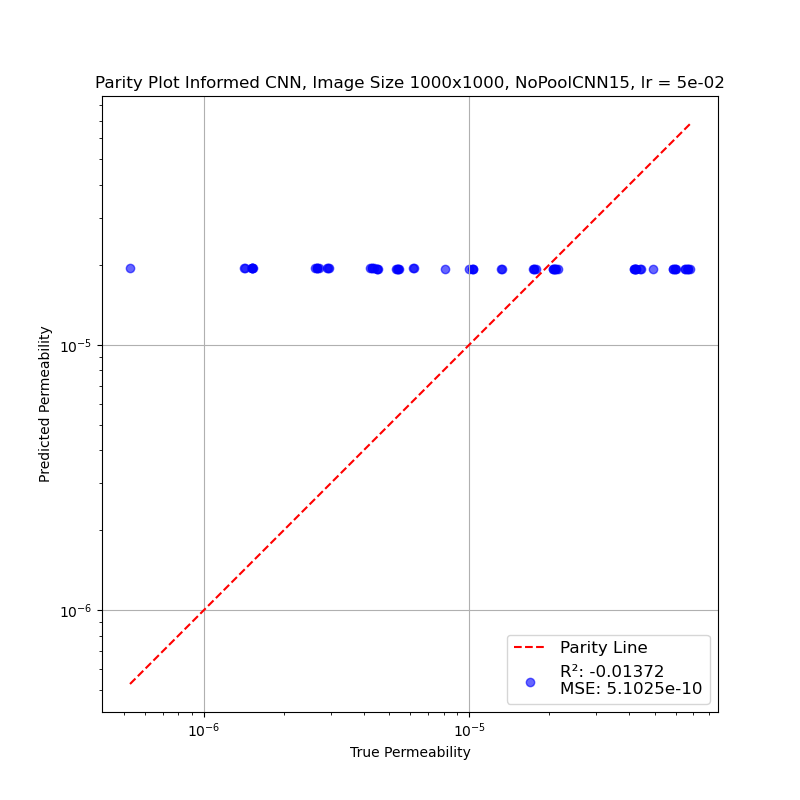 Parity Plot Informed CNN, Image Size 1000x1000, NoPoolCNN15, lr = 5e-02
Predicted Permeability
10⁻⁵
10⁻⁶
Parity Line
R²: -0.01372
MSE: 5.1025e-10
10⁻⁶
10⁻⁵
True Permeability